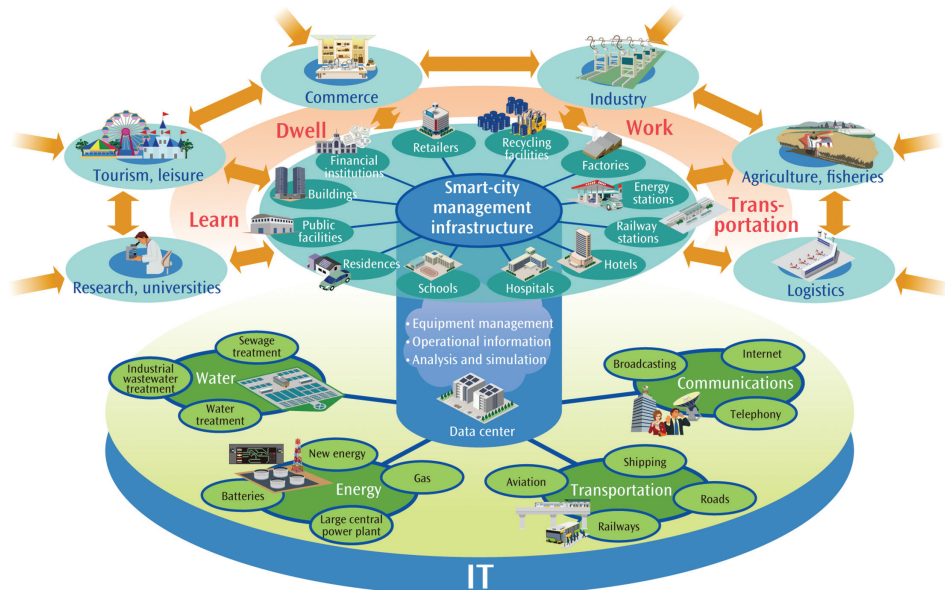 Commerce
Industry
Dwell
Work
Tourism, leisure
Agriculture, fisheries
Learn
Trans-
portation
Research, universities
Logistics
Financial
institutions
Retailers
Recycling
facilities
Factories
Buildings
Energy
stations
Public
facilities
Railway
stations
Residences
Schools
Hospitals
Hotels
Smart-city
management
infrastructure
• Equipment management
• Operational information
• Analysis and simulation
Data center
Sewage
treatment
Industrial
wastewater
treatment
Water
Water
treatment
Broadcasting
Internet
Communications
Telephony
New energy
Batteries
Energy
Gas
Large central
power plant
Shipping
Aviation
Transportation
Roads
Railways
IT